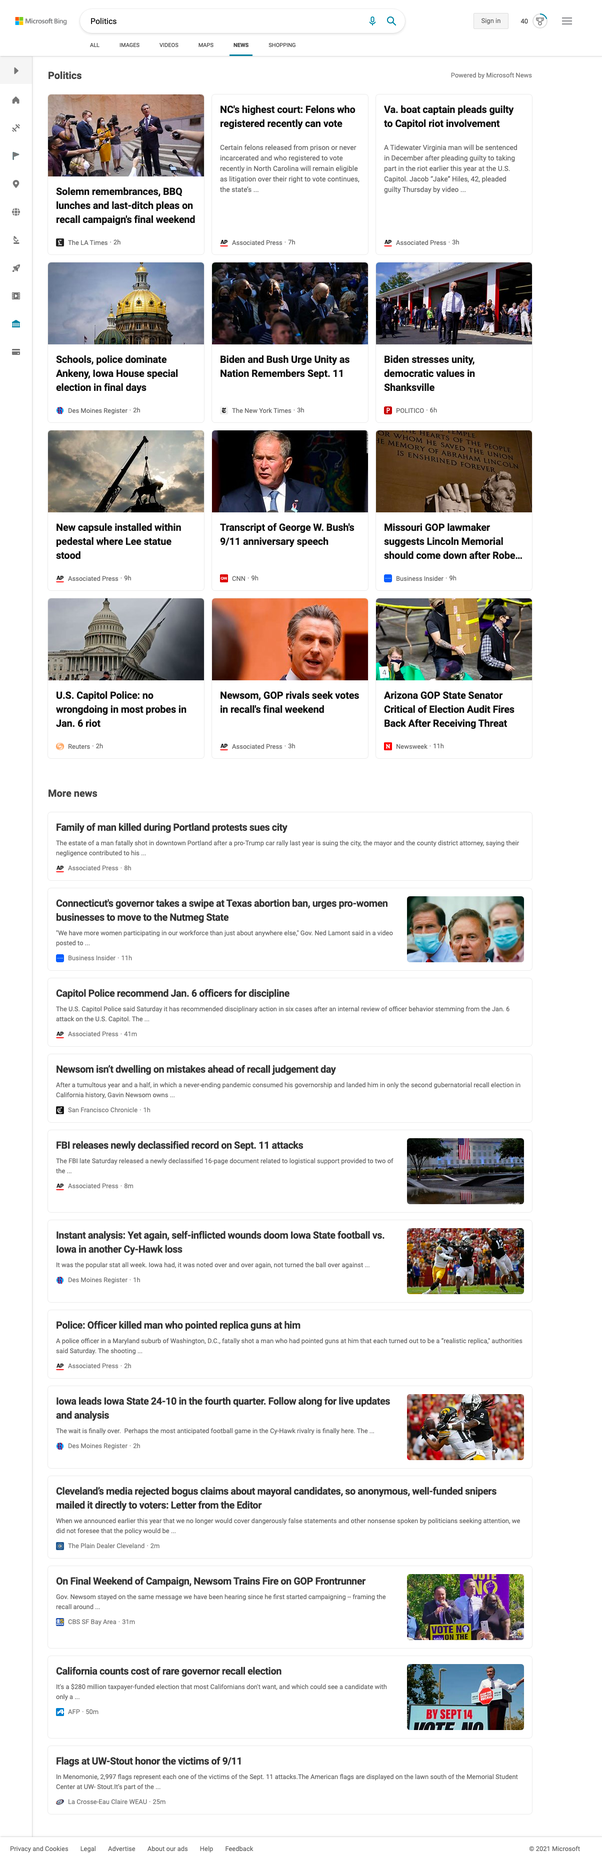 Microsoft Bing
Politics
Sign in
40
ALL
IMAGES
VIDEOS
MAPS
NEWS
SHOPPING
Politics
Powered by Microsoft News
Solemn remembrances, BBQ
lunches and last-ditch pleas on
recall campaign's final weekend
The LA Times · 2h
NC's highest court: Felons who
registered recently can vote
Certain felons released from prison or never
incarcerated and who registered to vote
recently in North Carolina will remain eligible
as litigation over their right to vote continues,
the state's ...
AP Associated Press · 7h
Va. boat captain pleads guilty
to Capitol riot involvement
A Tidewater Virginia man will be sentenced
in December after pleading guilty to taking
part in the riot earlier this year at the U.S.
Capitol. Jacob "Jake" Hiles, 42, pleaded
guilty Thursday by video ...
AP Associated Press · 3h
Schools, police dominate
Ankeny, Iowa House special
election in final days
Des Moines Register · 2h
Biden and Bush Urge Unity as
Nation Remembers Sept. 11
The New York Times · 3h
Biden stresses unity,
democratic values in
Shanksville
POLITICO · 6h
New capsule installed within
pedestal where Lee statue
stood
AP Associated Press · 9h
Transcript of George W. Bush's
9/11 anniversary speech
CNN · 9h
HEARTS OF THE PEOPLE
WHOM HE SAVED THE UNION
MEMORY OF ABRAHAM LINCOLN
IS ENSHRINED FOREVER
Missouri GOP lawmaker
suggests Lincoln Memorial
should come down after Robe...
Business Insider · 9h
U.S. Capitol Police: no
wrongdoing in most probes in
Jan. 6 riot
Reuters · 2h
Newsom, GOP rivals seek votes
in recall's final weekend
AP Associated Press · 3h
4
Arizona GOP State Senator
Critical of Election Audit Fires
Back After Receiving Threat
N Newsweek · 11h
More news
Family of man killed during Portland protests sues city
The estate of a man fatally shot in downtown Portland after a pro-Trump car rally last year is suing the city, the mayor and the county district attorney, saying their
negligence contributed to his ...
AP Associated Press · 8h
Connecticut's governor takes a swipe at Texas abortion ban, urges pro-women
businesses to move to the Nutmeg State
"We have more women participating in our workforce than just about anywhere else," Gov. Ned Lamont said in a video
posted to ...
Business Insider · 11h
Capitol Police recommend Jan. 6 officers for discipline
The U.S. Capitol Police said Saturday it has recommended disciplinary action in six cases after an internal review of officer behavior stemming from the Jan. 6
attack on the U.S. Capitol. The ...
AP Associated Press · 41m
Newsom isn't dwelling on mistakes ahead of recall judgement day
After a tumultuous year and a half, in which a never-ending pandemic consumed his governorship and landed him in only the second gubernatorial recall election in
California history, Gavin Newsom owns ...
San Francisco Chronicle · 1h
FBI releases newly declassified record on Sept. 11 attacks
The FBI late Saturday released a newly declassified 16-page document related to logistical support provided to two of
the ...
AP Associated Press · 8m
Instant analysis: Yet again, self-inflicted wounds doom Iowa State football vs.
Iowa in another Cy-Hawk loss
It was the popular stat all week. Iowa had, it was noted over and over again, not turned the ball over against ...
Des Moines Register · 1h
Police: Officer killed man who pointed replica guns at him
A police officer in a Maryland suburb of Washington, D.C., fatally shot a man who had pointed guns at him that each turned out to be a "realistic replica," authorities
said Saturday. The shooting ...
AP Associated Press · 2h
Iowa leads Iowa State 24-10 in the fourth quarter. Follow along for live updates
and analysis
The wait is finally over. Perhaps the most anticipated football game in the Cy-Hawk rivalry is finally here. The ...
Des Moines Register · 2h
Cleveland's media rejected bogus claims about mayoral candidates, so anonymous, well-funded snipers
mailed it directly to voters: Letter from the Editor
When we announced earlier this year that we no longer would cover dangerously false statements and other nonsense spoken by politicians seeking attention, we
did not foresee that the policy would be ...
The Plain Dealer Cleveland · 2m
On Final Weekend of Campaign, Newsom Trains Fire on GOP Frontrunner
Gov. Newsom stayed on the same message we have been hearing since he first started campaigning -- framing the
recall around ...
CBS SF Bay Area · 31m
VOTE
NO
VOTE NO
ON THE
California counts cost of rare governor recall election
It's a $280 million taxpayer-funded election that most Californians don't want, and which could see a candidate with
only a ...
AFP · 50m
BY SEPT 14
VOTE NO
Flags at UW-Stout honor the victims of 9/11
In Menomonie, 2,997 flags represent each one of the victims of the Sept. 11 attacks.The American flags are displayed on the lawn south of the Memorial Student
Center at UW- Stout.It's part of the ...
La Crosse-Eau Claire WEAU · 25m
Privacy and Cookies
Legal
Advertise
About our ads
Help
Feedback
© 2021 Microsoft